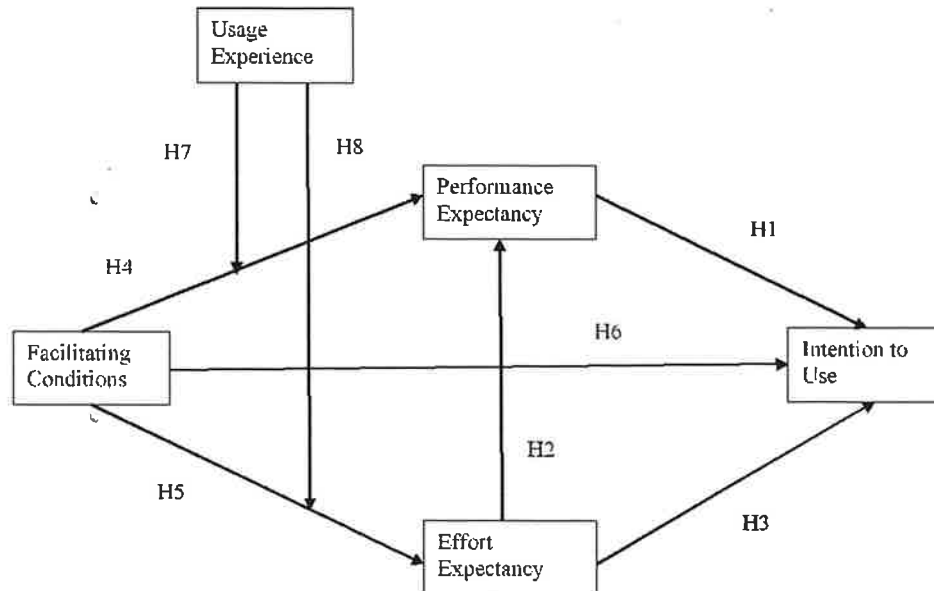 Usage
Experience
H7
H8
Performance
Expectancy
H1
H4
H6
Facilitating
Conditions
Intention to
Use
H2
H5
H3
Effort
Expectancy